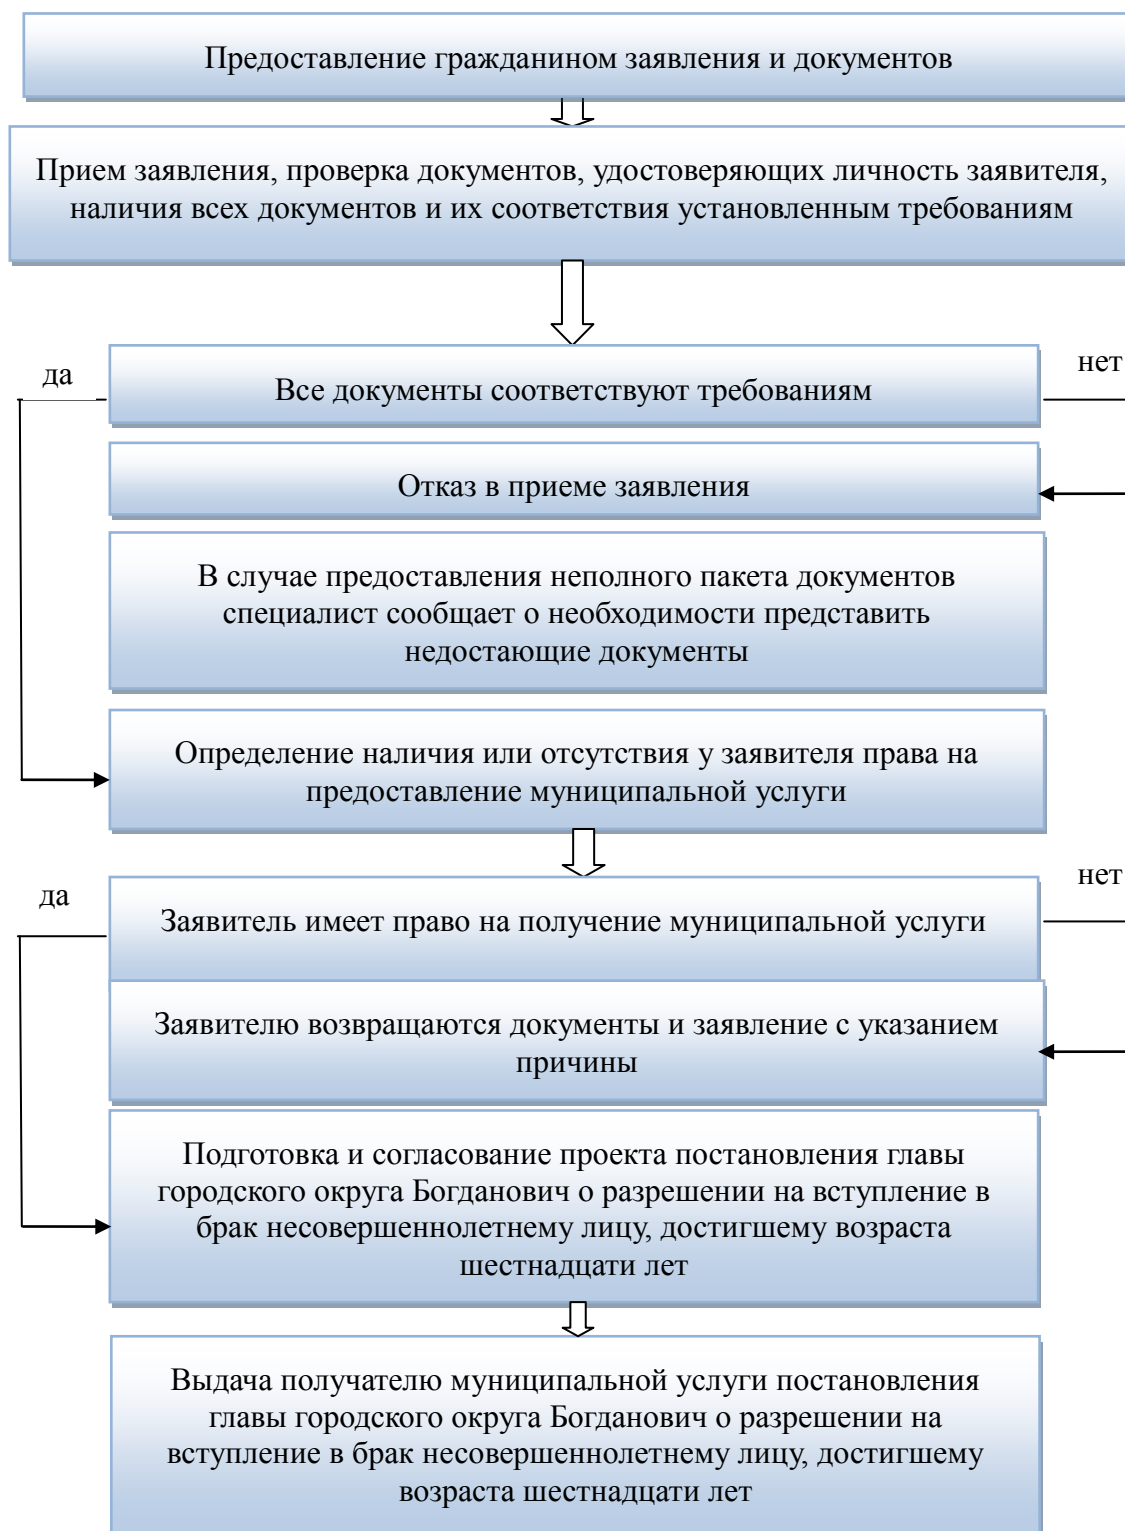 Предоставление гражданином заявления и документов
Прием заявления, проверка документов, удостоверяющих личность заявителя,
наличия всех документов и их соответствия установленным требованиям
да
нет
Все документы соответствуют требованиям
Отказ в приеме заявления
В случае предоставления неполного пакета документов
специалист сообщает о необходимости представить
недостающие документы
Определение наличия или отсутствия у заявителя права на
предоставление муниципальной услуги
да
нет
Заявитель имеет право на получение муниципальной услуги
Заявителю возвращаются документы и заявление с указанием
причины
Подготовка и согласование проекта постановления главы
городского округа Богданович о разрешении на вступление в
брак несовершеннолетнему лицу, достигшему возраста
шестнадцати лет
Выдача получателю муниципальной услуги постановления
главы городского округа Богданович о разрешении на
вступление в брак несовершеннолетнему лицу, достигшему
возраста шестнадцати лет